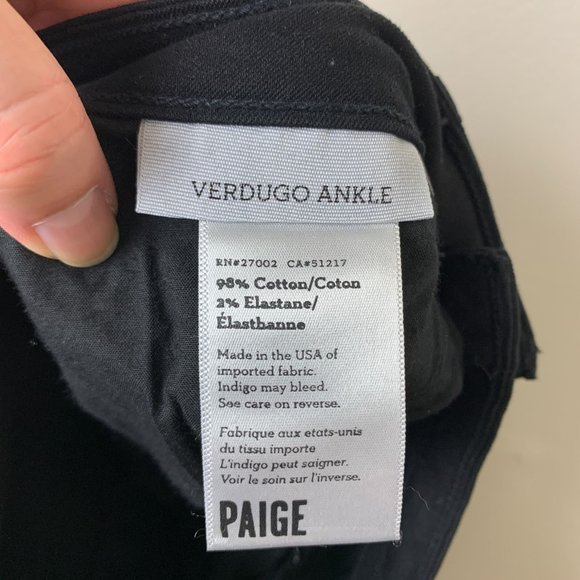 VERDUGO ANKLE
RN#27002 CA#51217
98% Cotton/Coton
2% Elastane/
Élasthanne
Made in the USA of
imported fabric.
Indigo may bleed.
See care on reverse.
Fabrique aux etats-unis
du tissu importe
L'indigo peut saigner.
Voir le soin sur l'inverse.
PAIGE